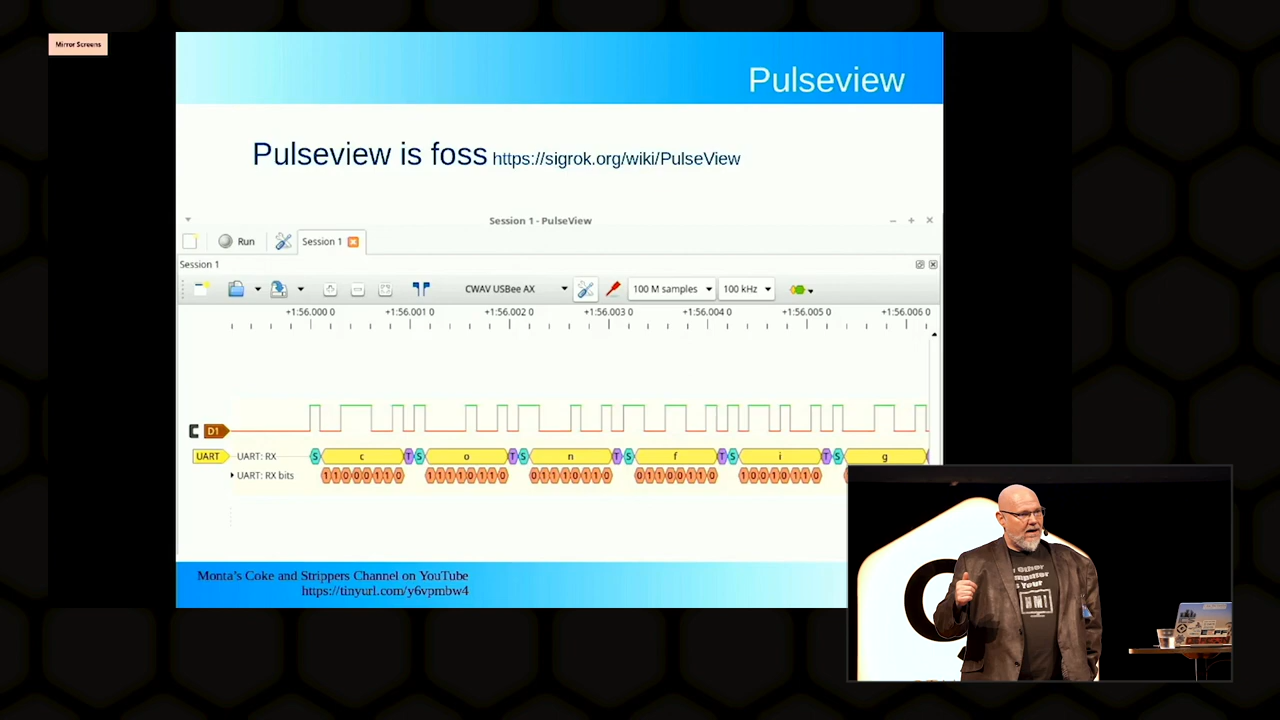 Mirror Screens
Pulseview
Pulseview is foss https://sigrok.org/wiki/PulseView
Session 1 - PulseView
Run
Session 1
Session 1
CWAV USBee AX
100 M samples
100 kHz
+1:56.000 0
+1:56.001 0
+1:56.002 0
+1:56.003 0
+1:56.004 0
+1:56.005 0
+1:56.006 0
D1
UART
UART: RX
S c T S o T S n T S f T S i T S g
UART: RX bits
11000110 11110110 01110110 01100110 10010110
Monta's Coke and Strippers Channel on YouTube
https://tinyurl.com/y6vpmbw4
Other
Your